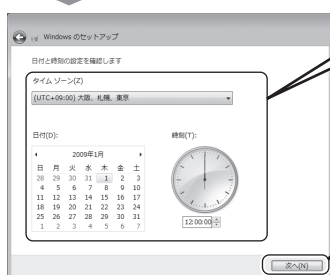 Windows のセットアップ
日付と時刻の設定を確認します
タイム ゾーン(Z)
(UTC+09:00) 大阪、札幌、東京
日付(D):
時刻(T):
2009年1月
日 月 火 水 木 金 土
28 29 30 31 1 2 3
4 5 6 7 8 9 10
11 12 13 14 15 16 17
18 19 20 21 22 23 24
25 26 27 28 29 30 31
1 2 3 4 5 6 7
12:00:00
次へ(N)